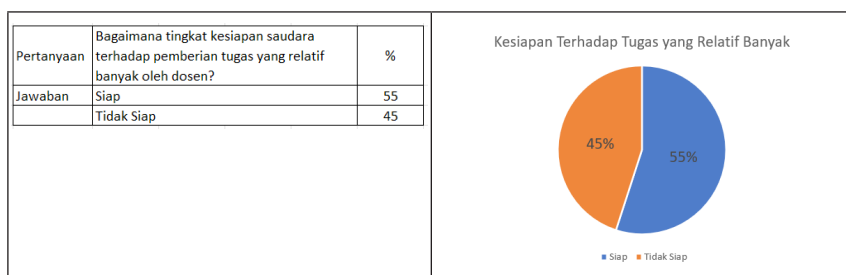 Pertanyaan
Bagaimana tingkat kesiapan saudara
terhadap pemberian tugas yang relatif
banyak oleh dosen?
%
Jawaban Siap 55
Tidak Siap 45
Kesiapan Terhadap Tugas yang Relatif Banyak
45%
55%
Siap Tidak Siap